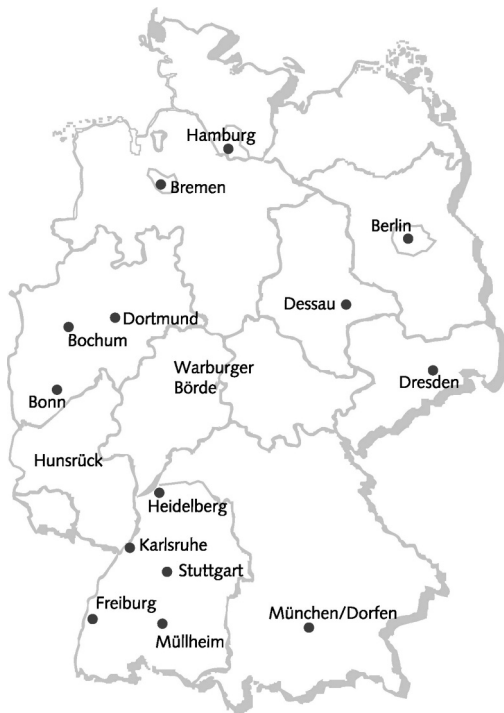 Hamburg
Bremen
Berlin
Dessau
Dortmund
Bochum
Warburger
Börde
Dresden
Bonn
Hunsrück
Heidelberg
Karlsruhe
Stuttgart
Freiburg
München/Dorfen
Müllheim